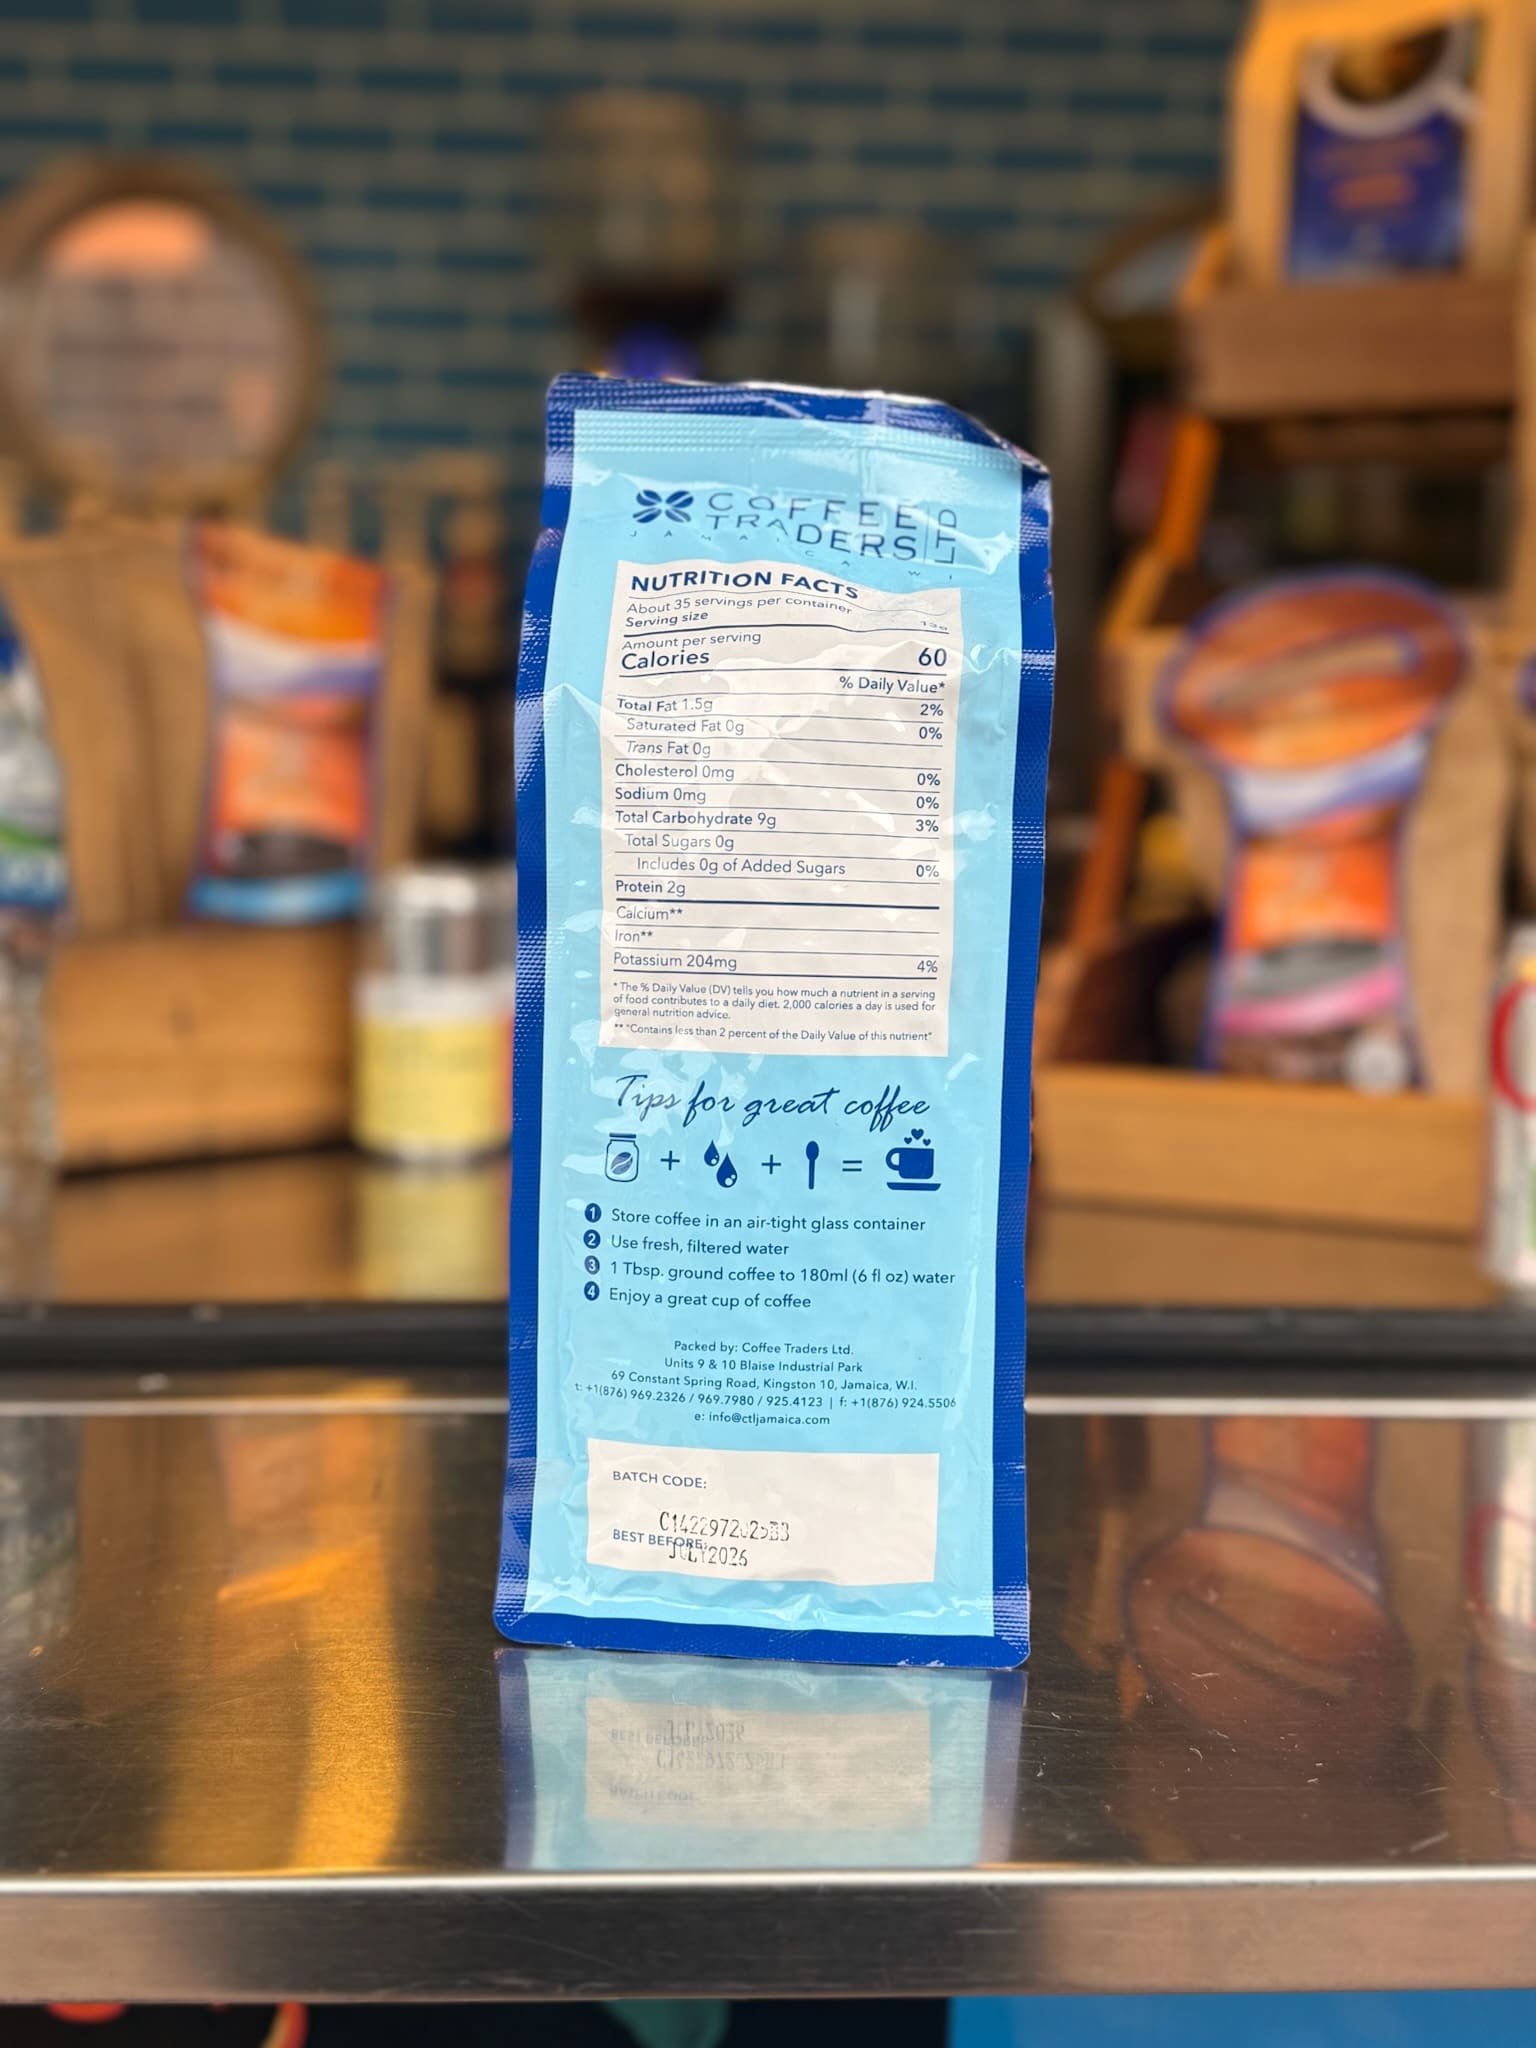 COFFEE
TRADERS LTD
JAMAICA W I
NUTRITION FACTS
About 35 servings per container
Serving size 13g
Amount per serving
Calories 60
% Daily Value*
Total Fat 1.5g 2%
Saturated Fat 0g 0%
Trans Fat 0g
Cholesterol 0mg 0%
Sodium 0mg 0%
Total Carbohydrate 9g 3%
Total Sugars 0g
Includes 0g of Added Sugars 0%
Protein 2g
Calcium**
Iron**
Potassium 204mg 4%
* The % Daily Value (DV) tells you how much a nutrient in a serving
of food contributes to a daily diet. 2,000 calories a day is used for
general nutrition advice.
** "Contains less than 2 percent of the Daily Value of this nutrient"
Tips for great coffee
+ + =
1 Store coffee in an air-tight glass container
2 Use fresh, filtered water
3 1 Tbsp. ground coffee to 180ml (6 fl oz) water
4 Enjoy a great cup of coffee
Packed by: Coffee Traders Ltd.
Units 9 & 10 Blaise Industrial Park
69 Constant Spring Road, Kingston 10, Jamaica, W.I.
t: +1(876) 969.2326 / 969.7980 / 925.4123 | f: +1(876) 924.5506
e: info@ctljamaica.com
BATCH CODE:
BEST BEFORE:
JULY2026